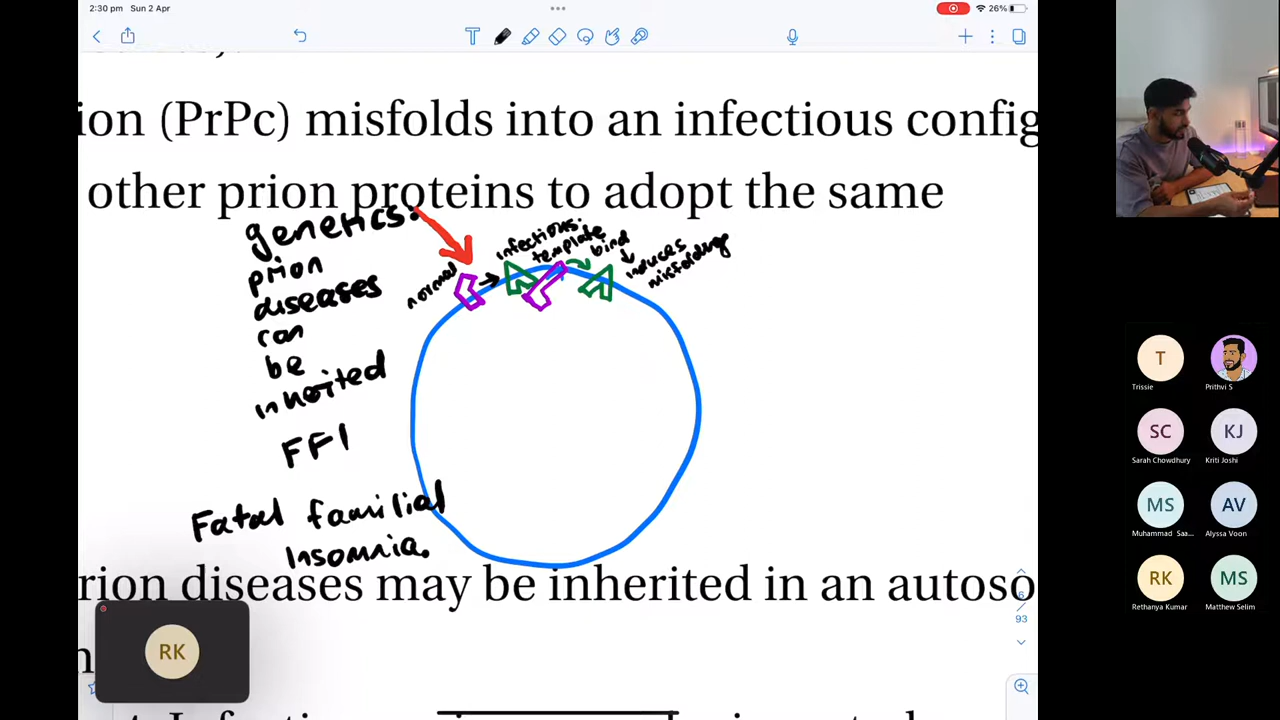 2:30 pm Sun 2 Apr
26%
ion (PrPc) misfolds into an infectious config
other prion proteins to adopt the same
genetics.
prion
diseases
can
be
inherited
FFI
Fatal familial
Insomnia.
normal
infectious.
template
bind
induces
misfolding
rion diseases may be inherited in an autoso
6
/
93
RK
T
Trissie
Prithvi S
SC
Sarah Chowdhury
KJ
Kriti Joshi
MS
Muhammad Saa...
AV
Alyssa Voon
RK
Rethanya Kumar
MS
Matthew Selim